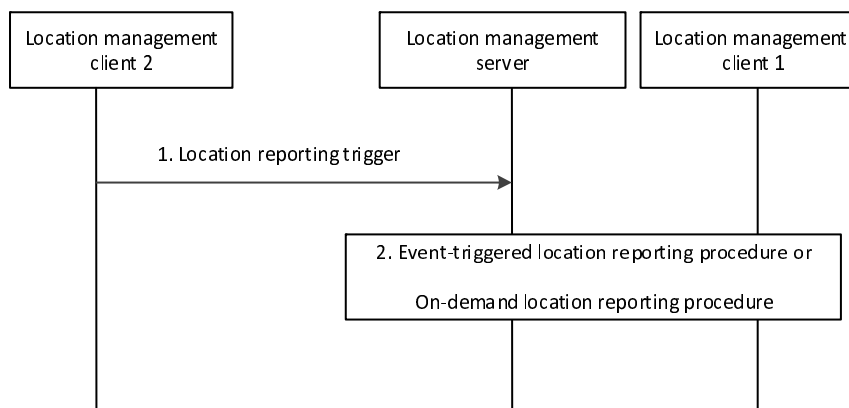 Location management
client 2
Location management
server
Location management
client 1
1. Location reporting trigger
2. Event-triggered location reporting procedure or
On-demand location reporting procedure